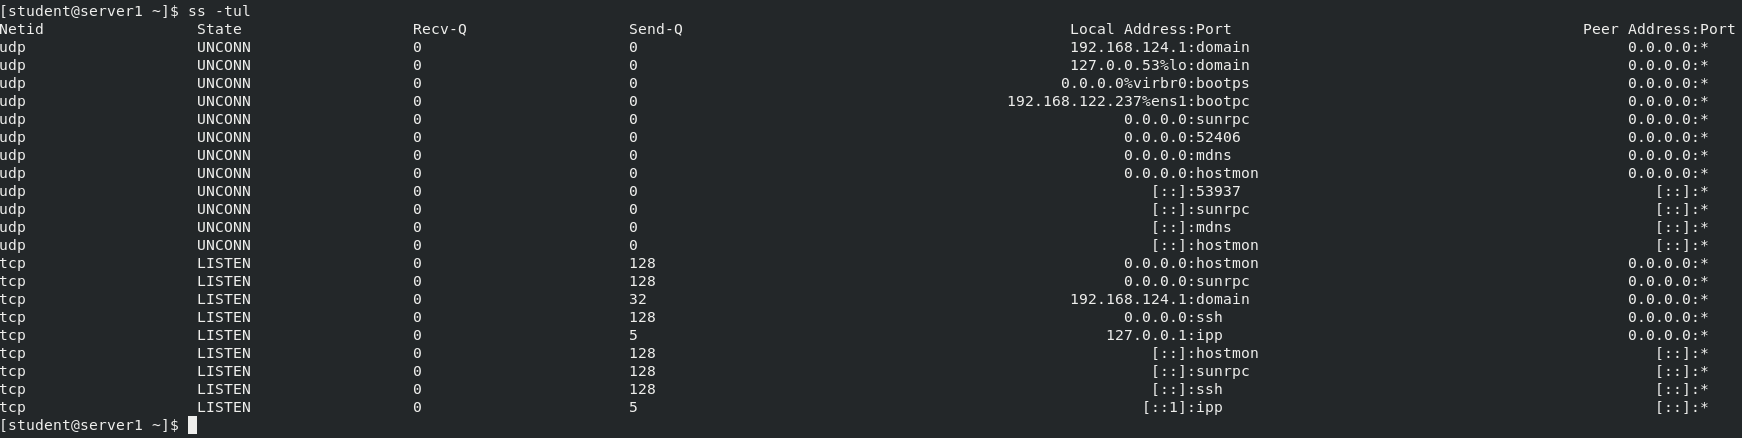 [student@server1 ~]$ ss -tul
Netid State Recv-Q Send-Q Local Address:Port Peer Address:Port
udp UNCONN 0 0 192.168.124.1:domain 0.0.0.0:*
udp UNCONN 0 0 127.0.0.53%lo:domain 0.0.0.0:*
udp UNCONN 0 0 0.0.0.0%virbr0:bootps 0.0.0.0:*
udp UNCONN 0 0 192.168.122.237%ens1:bootpc 0.0.0.0:*
udp UNCONN 0 0 0.0.0.0:sunrpc 0.0.0.0:*
udp UNCONN 0 0 0.0.0.0:52406 0.0.0.0:*
udp UNCONN 0 0 0.0.0.0:mdns 0.0.0.0:*
udp UNCONN 0 0 0.0.0.0:hostmon 0.0.0.0:*
udp UNCONN 0 0 [::]:53937 [::]:*
udp UNCONN 0 0 [::]:sunrpc [::]:*
udp UNCONN 0 0 [::]:mdns [::]:*
udp UNCONN 0 0 [::]:hostmon [::]:*
tcp LISTEN 0 128 0.0.0.0:hostmon 0.0.0.0:*
tcp LISTEN 0 128 0.0.0.0:sunrpc 0.0.0.0:*
tcp LISTEN 0 32 192.168.124.1:domain 0.0.0.0:*
tcp LISTEN 0 128 0.0.0.0:ssh 0.0.0.0:*
tcp LISTEN 0 5 127.0.0.1:ipp 0.0.0.0:*
tcp LISTEN 0 128 [::]:hostmon [::]:*
tcp LISTEN 0 128 [::]:sunrpc [::]:*
tcp LISTEN 0 128 [::]:ssh [::]:*
tcp LISTEN 0 5 [::1]:ipp [::]:*
[student@server1 ~]$